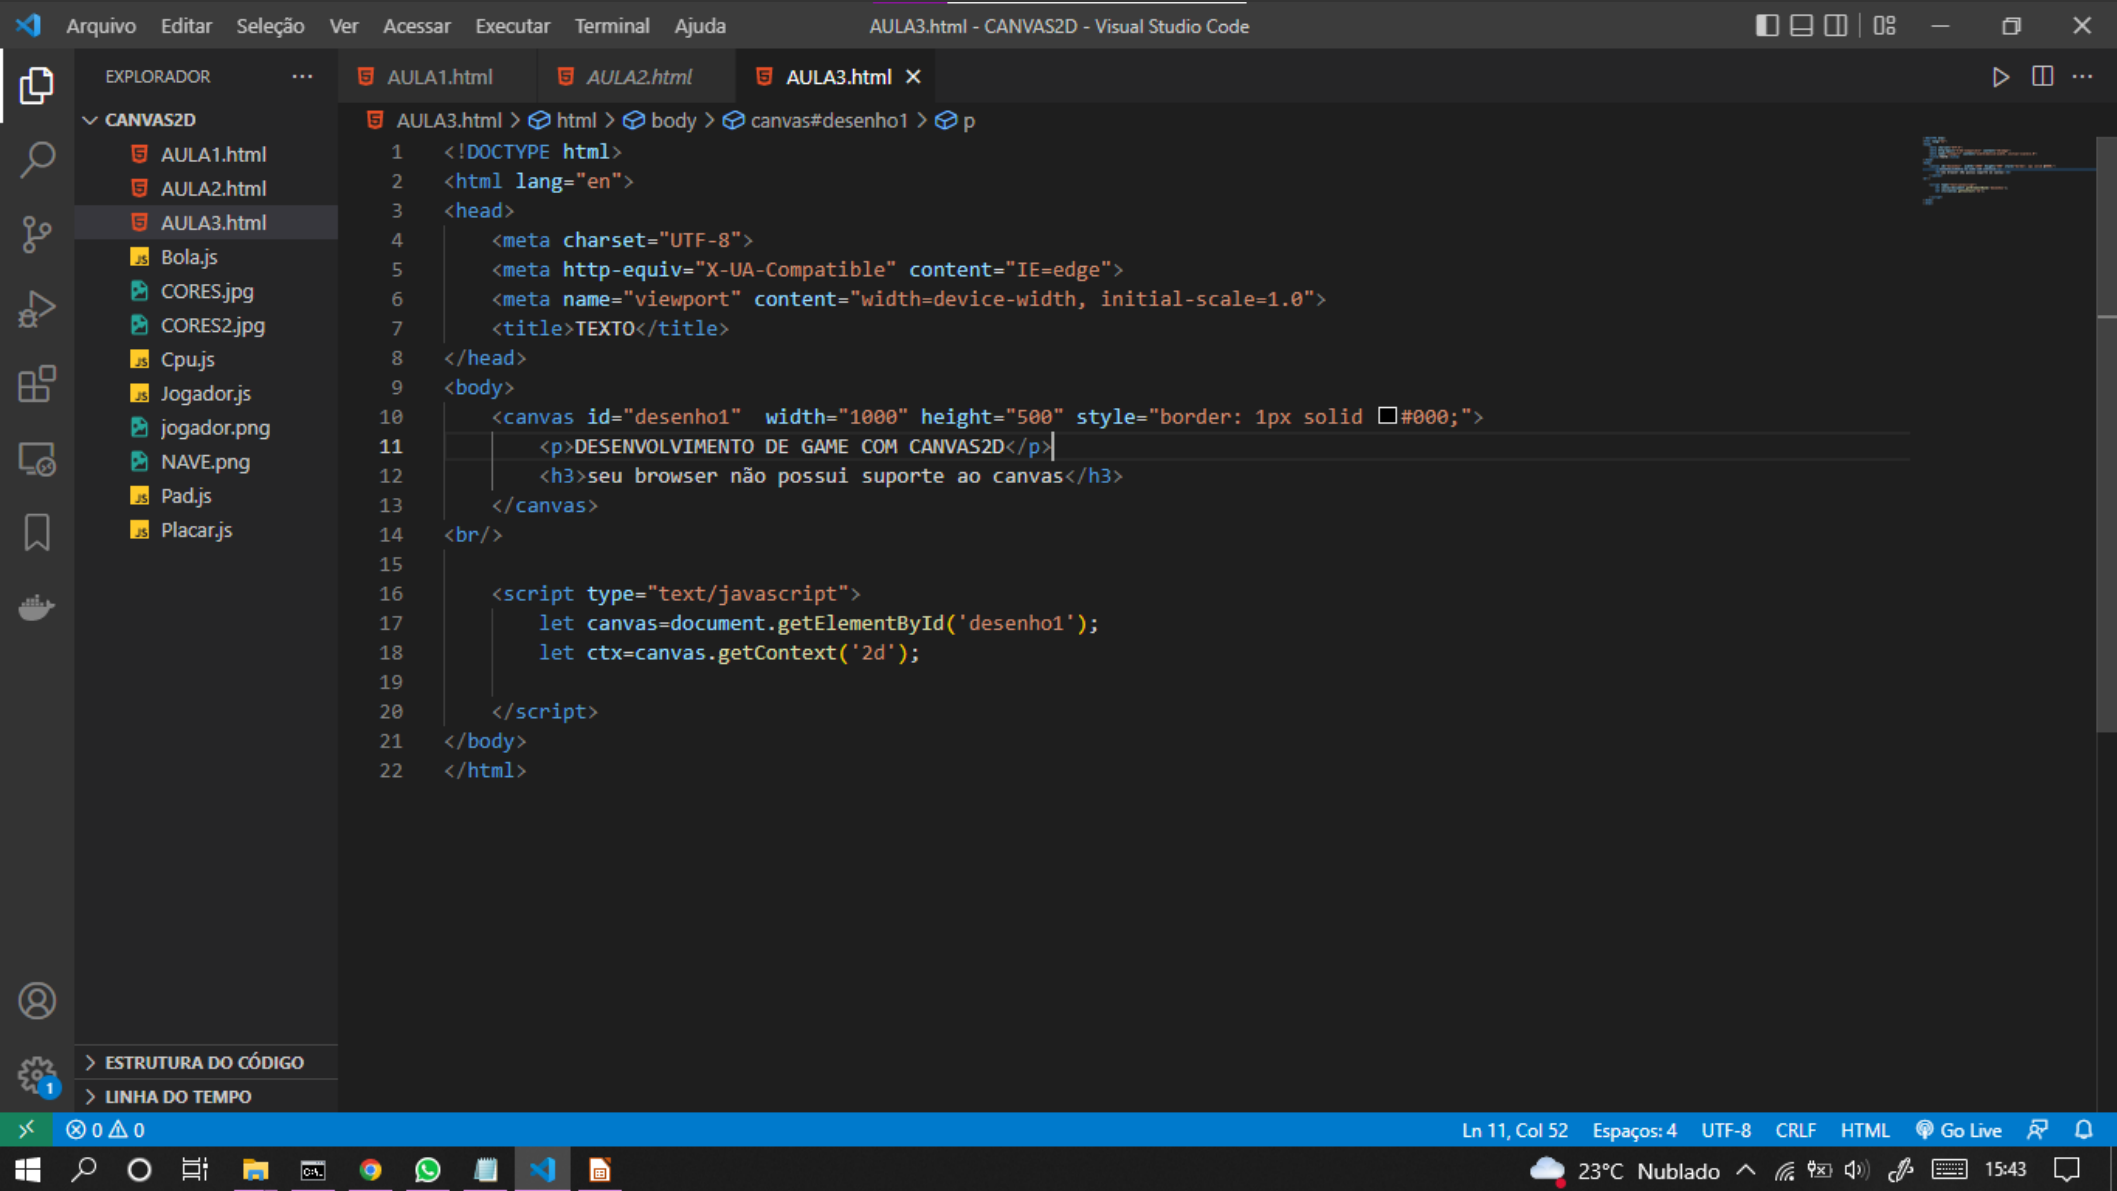 Arquivo Editar Seleção Ver Acessar Executar Terminal Ajuda AULA3.html - CANVAS2D - Visual Studio Code
EXPLORADOR
AULA1.html AULA2.html AULA3.html
CANVAS2D
AULA1.html
AULA2.html
AULA3.html
Bola.js
CORES.jpg
CORES2.jpg
Cpu.js
Jogador.js
jogador.png
NAVE.png
Pad.js
Placar.js
ESTRUTURA DO CÓDIGO
LINHA DO TEMPO
AULA3.html > html > body > canvas#desenho1 > p
1 <!DOCTYPE html>
2 <html lang="en">
3 <head>
4 <meta charset="UTF-8">
5 <meta http-equiv="X-UA-Compatible" content="IE=edge">
6 <meta name="viewport" content="width=device-width, initial-scale=1.0">
7 <title>TEXTO</title>
8 </head>
9 <body>
10 <canvas id="desenho1"  width="1000" height="500" style="border: 1px solid #000;">
11 <p>DESENVOLVIMENTO DE GAME COM CANVAS2D</p>
12 <h3>seu browser não possui suporte ao canvas</h3>
13 </canvas>
14 <br/>
15
16 <script type="text/javascript">
17 let canvas=document.getElementById('desenho1');
18 let ctx=canvas.getContext('2d');
19
20 </script>
21 </body>
22 </html>
1
0 0 Ln 11, Col 52 Espaços: 4 UTF-8 CRLF HTML Go Live
23°C Nublado 15:43